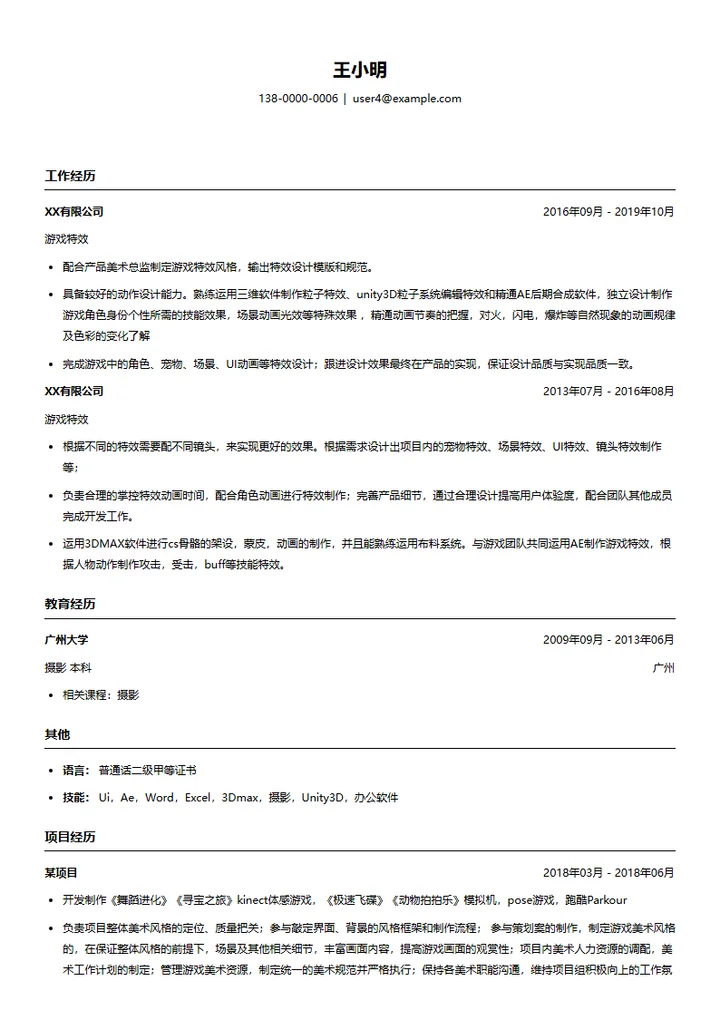 王小明
138-0000-0006 | user4@example.com
工作经历
XX有限公司 2016年09月 - 2019年10月
游戏特效
• 配合产品美术总监制定游戏特效风格，输出特效设计模版和规范。
• 具备较好的动作设计能力。熟练运用三维软件制作粒子特效、unity3D粒子系统编辑特效和精通AE后期合成软件，独立设计制作
游戏角色身份个性所需的技能效果，场景动画光效等特殊效果 ，精通动画节奏的把握，对火，闪电，爆炸等自然现象的动画规律
及色彩的变化了解
• 完成游戏中的角色、宠物、场景、UI动画等特效设计；跟进设计效果最终在产品的实现，保证设计品质与实现品质一致。
XX有限公司 2013年07月 - 2016年08月
游戏特效
• 根据不同的特效需要配不同镜头，来实现更好的效果。根据需求设计出项目内的宠物特效、场景特效、UI特效、镜头特效制作
等；
• 负责合理的掌控特效动画时间，配合角色动画进行特效制作；完善产品细节，通过合理设计提高用户体验度，配合团队其他成员
完成开发工作。
• 运用3DMAX软件进行cs骨骼的架设，蒙皮，动画的制作，并且能熟练运用布料系统。与游戏团队共同运用AE制作游戏特效，根
据人物动作制作攻击，受击，buff等技能特效。
教育经历
广州大学 2009年09月 - 2013年06月
摄影 本科 广州
• 相关课程：摄影
其他
• 语言： 普通话二级甲等证书
• 技能： Ui，Ae，Word，Excel，3Dmax，摄影，Unity3D，办公软件
项目经历
某项目 2018年03月 - 2018年06月
• 开发制作《舞蹈进化》《寻宝之旅》kinect体感游戏，《极速飞碟》《动物拍拍乐》模拟机，pose游戏，跑酷Parkour
• 负责项目整体美术风格的定位、质量把关；参与敲定界面、背景的风格框架和制作流程； 参与策划案的制作，制定游戏美术风格
的，在保证整体风格的前提下，场景及其他相关细节，丰富画面内容，提高游戏画面的观赏性；项目内美术人力资源的调配，美
术工作计划的制定；管理游戏美术资源，制定统一的美术规范并严格执行；保持各美术职能沟通，维持项目组积极向上的工作氛